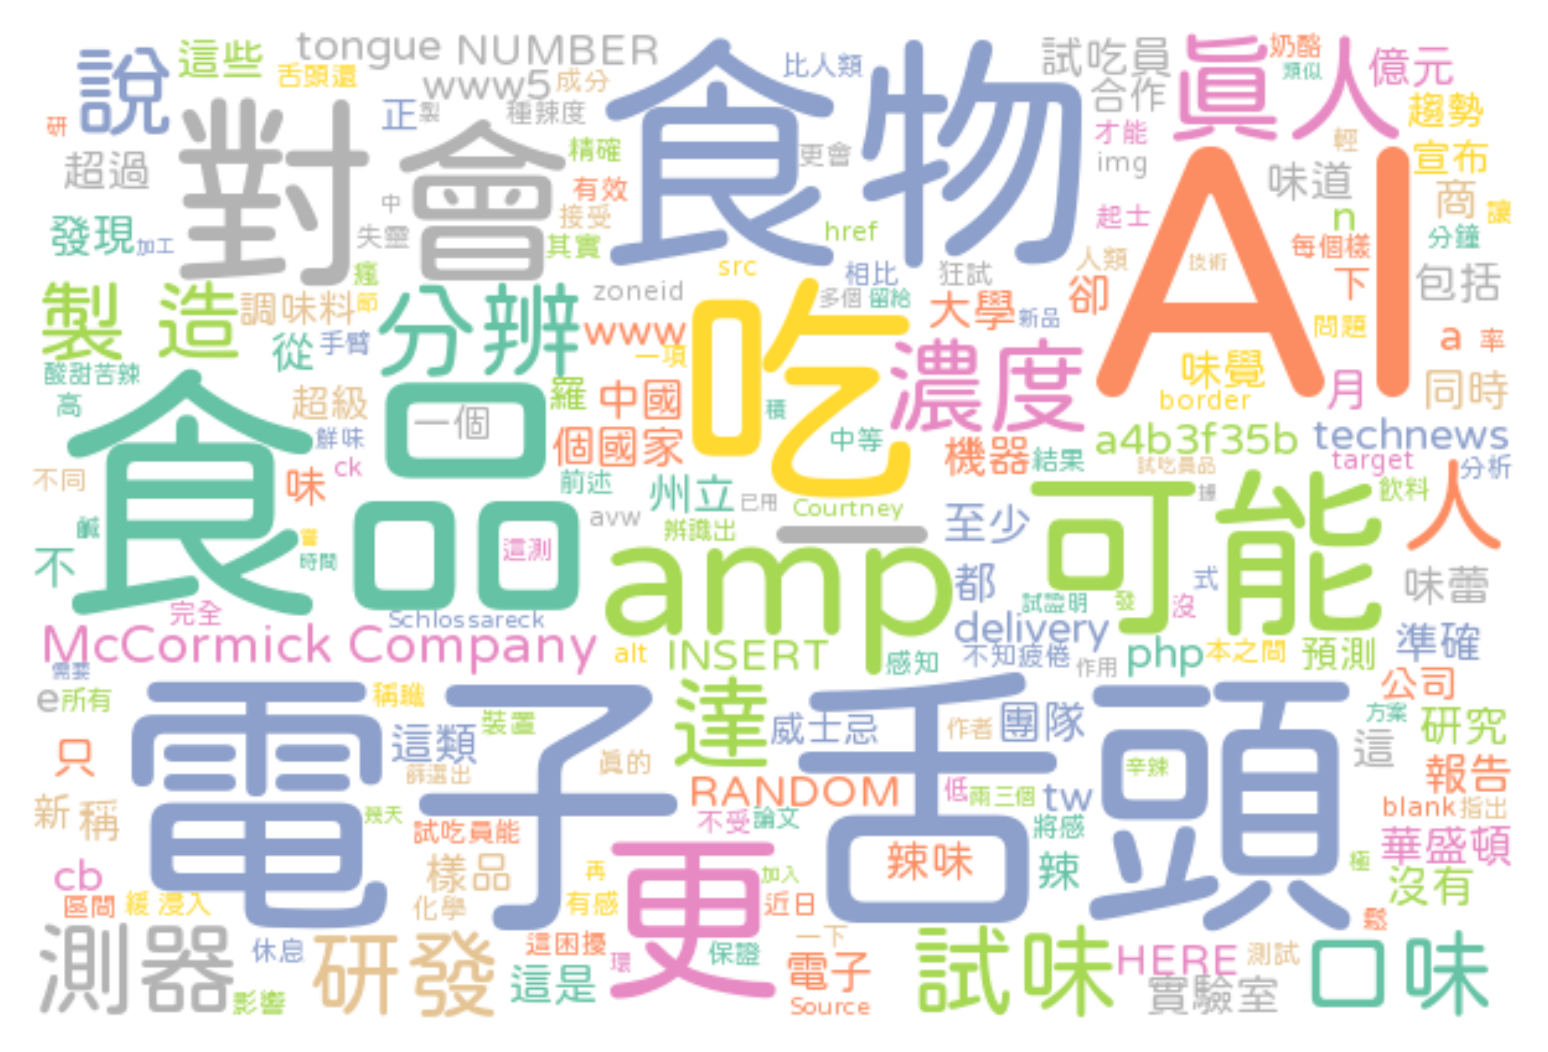 tongue NUMBER
說 這些 舌頭還 www5 成分 比人類 試吃員 奶酪
食物 真人 億元 類似
正 製 種辣度 合作 趨勢
研 對 會 才能 輕
超過 精確 更會 img 味道 宣布
有效 AI 商 讓
中 接受 起士 n
發現 加工 失靈 其實 href 每個樣 分鐘
瘋 src 相比 狂試 人類 技術 下 包括
製造 調味料 節 分辨 zoneid 多個 留給 大學 新品 卻 問題
從 手臂 www 吃 濃度 a 率
酸甜苦辣 一項 味覺
高 超級 羅 中國 積 border 月 同時
食品 一個 鮮味 個國家 中等 機器 結果 a4b3f35b technews
不同 味 ck 前述 州立 已用 試吃員品 target 分析
鹹 avw Courtney 可能 據 飲料 人
不 嘗 時間 這測 辨識出 一 至少
amp 都 式 味蕾
完全 Schlossareck 試證明 發 沒
McCormick Company alt INSERT 感知 delivery php 本之間 預測 準確
需要 不知疲倦 作用
e 所有 電子舌頭 稱職 達 公司
這類 裝置 威士忌 作者 團隊 方案 研究
只 篩選出 真的 辛辣 這 報告
RANDOM 低 兩三個 tw blank 指出
新 稱 幾天 試吃員能 不受 論文 將感 華盛頓
cb 樣品 更 再 加入 辣味 辣 極 沒有
區間 緩 浸入 化學 有感 近日 鬆
測器 休息 研發 這困擾 一下 試味 HERE 測試 口味
影響 這是 環 保證 電子 實驗室
Source